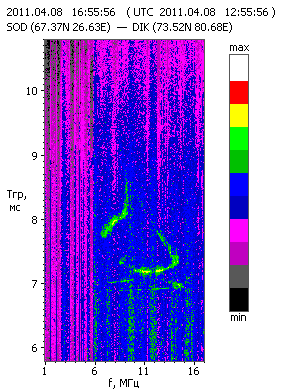 2011.04.08 16:55:56 (UTC 2011.04.08 12:55:56)
SOD (67.37N 26.63E) — DIK (73.52N 80.68E)
max
10
9
Тгр,
мс
8
7
6
min
1 6 11 16
f, МГц